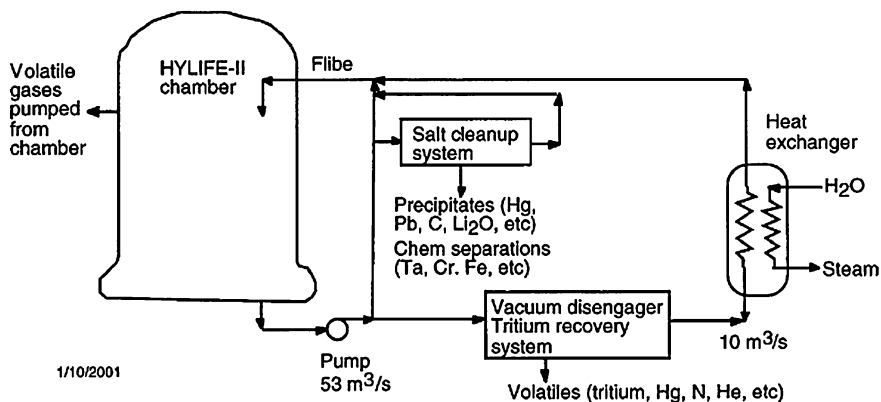 Volatile
gases
pumped
from
chamber
HYLIFE-II
chamber
Flibe
Salt cleanup
system
Precipitates (Hg,
Pb, C, Li₂O, etc)
Chem separations
(Ta, Cr. Fe, etc)
Heat
exchanger
H₂O
Steam
Vacuum disengager
Tritium recovery
system
10 m³/s
Pump
53 m³/s
Volatiles (tritium, Hg, N, He, etc)
1/10/2001